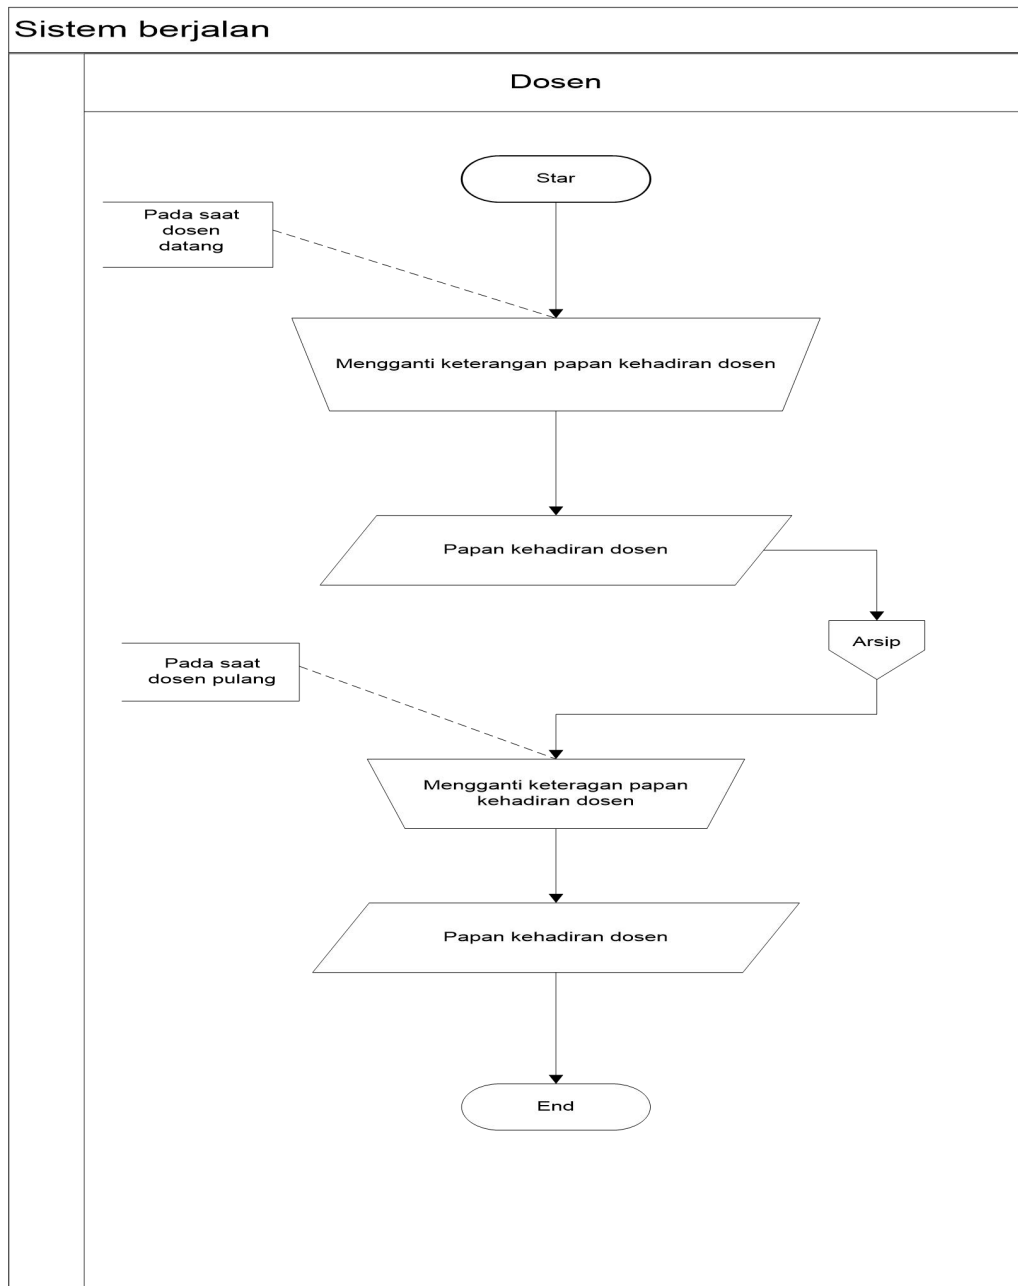 Sistem berjalan
Dosen
Star
Pada saat
dosen
datang
Mengganti keterangan papan kehadiran dosen
Papan kehadiran dosen
Arsip
Pada saat
dosen pulang
Mengganti keteragan papan
kehadiran dosen
Papan kehadiran dosen
End